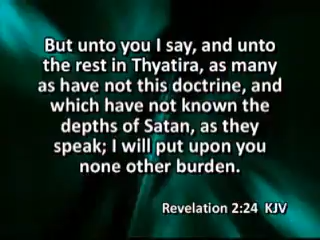 But unto you I say, and unto
the rest in Thyatira, as many
as have not this doctrine, and
which have not known the
depths of Satan, as they
speak; I will put upon you
none other burden.
Revelation 2:24 KJV